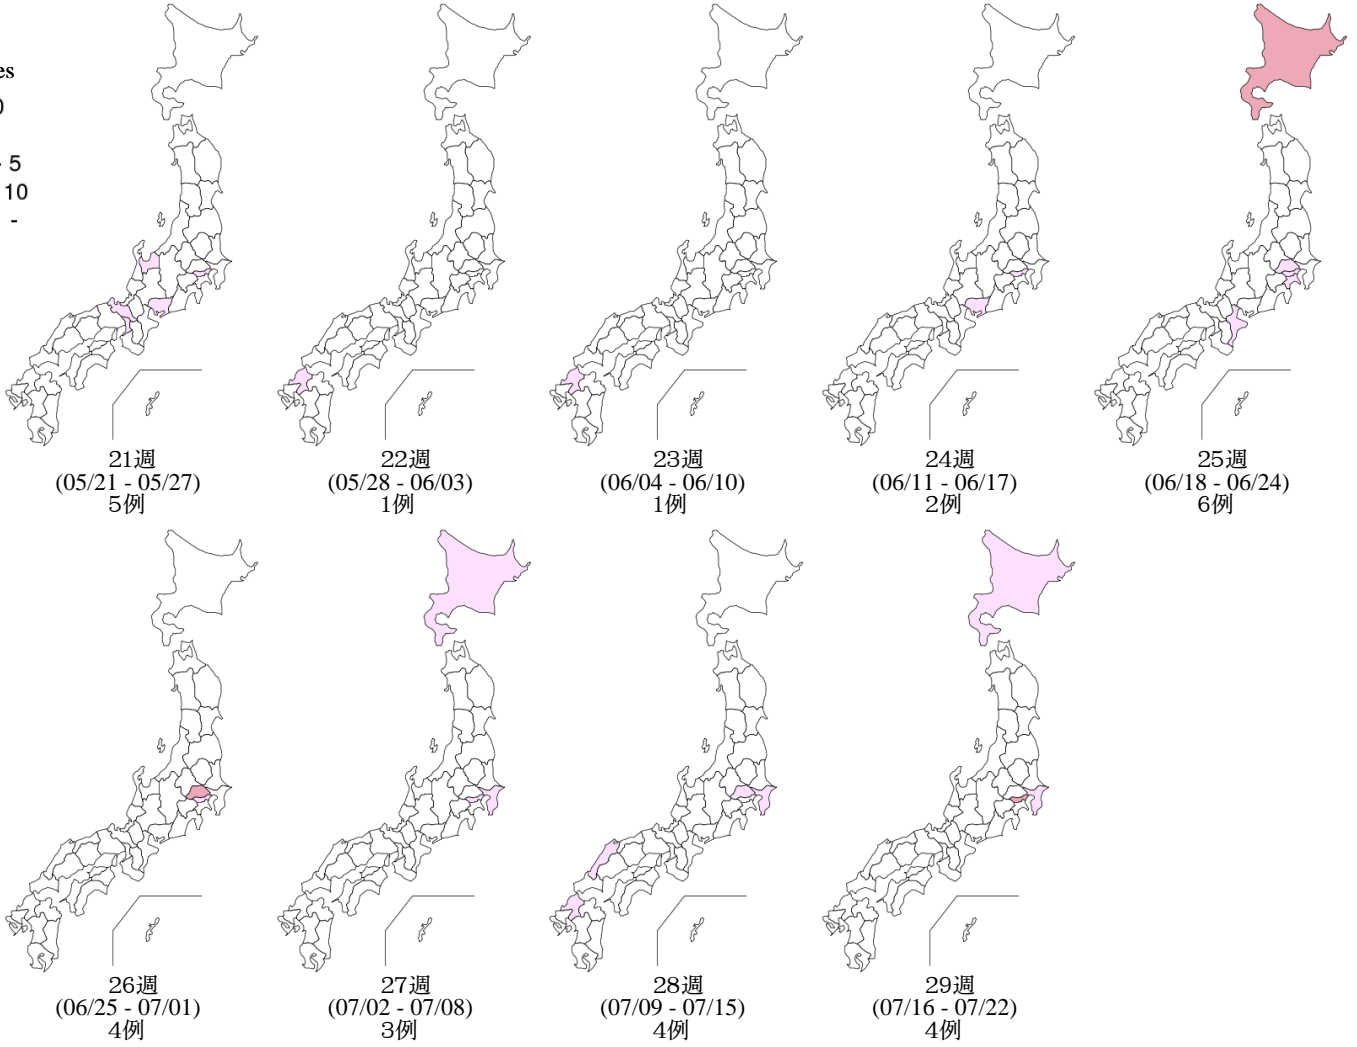 es
0
- 5
10
-
21週
(05/21 - 05/27)
5例
22週
(05/28 - 06/03)
1例
23週
(06/04 - 06/10)
1例
24週
(06/11 - 06/17)
2例
25週
(06/18 - 06/24)
6例
26週
(06/25 - 07/01)
4例
27週
(07/02 - 07/08)
3例
28週
(07/09 - 07/15)
4例
29週
(07/16 - 07/22)
4例